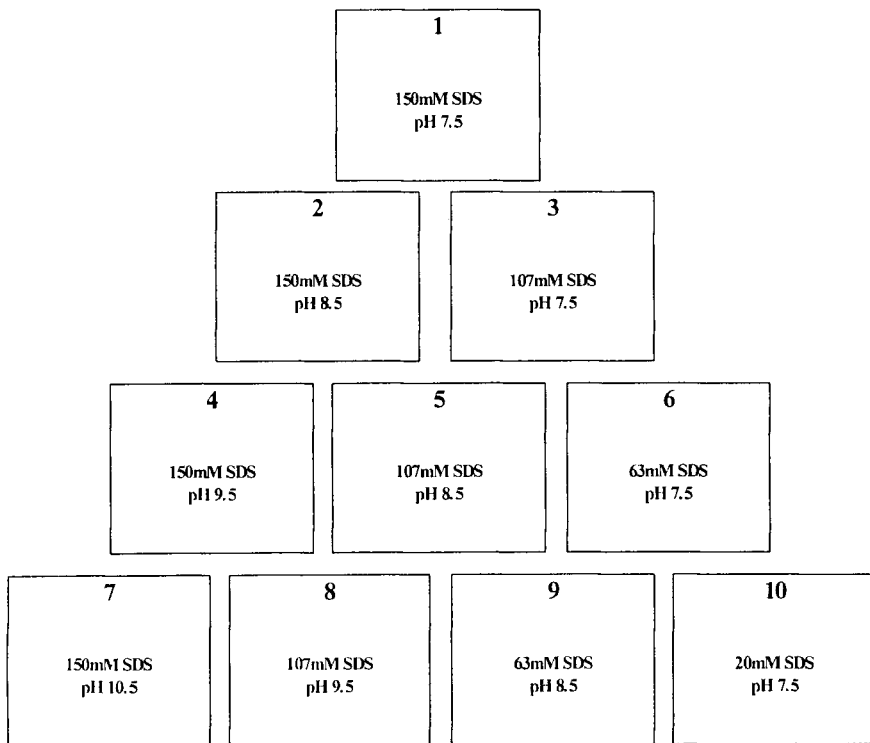 1
150mM SDS
pH 7.5
2
150mM SDS
pH 8.5
3
107mM SDS
pH 7.5
4
150mM SDS
pH 9.5
5
107mM SDS
pH 8.5
6
63mM SDS
pH 7.5
7
150mM SDS
pH 10.5
8
107mM SDS
pH 9.5
9
63mM SDS
pH 8.5
10
20mM SDS
pH 7.5